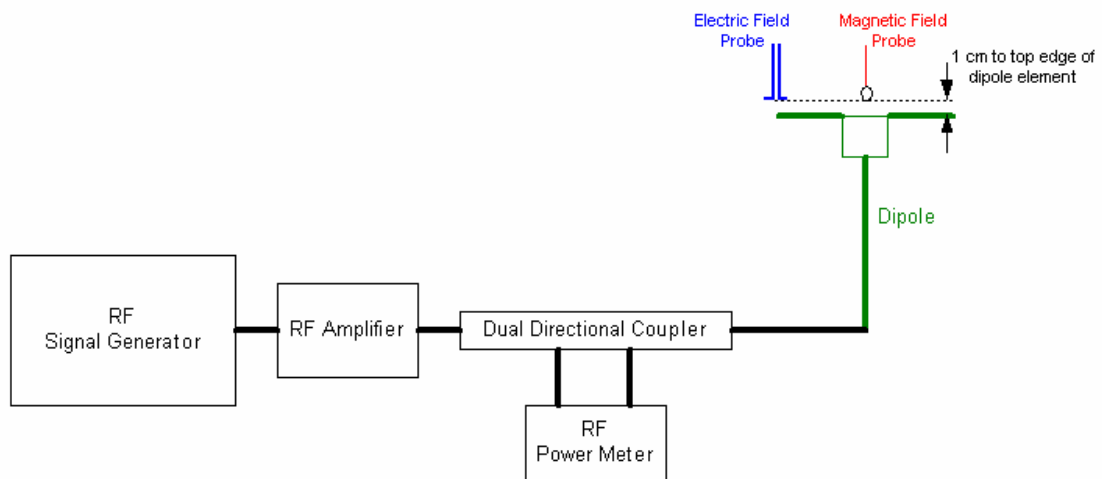 Electric Field
Probe
Magnetic Field
Probe
1 cm to top edge of
dipole element
Dipole
RF
Signal Generator
RF Amplifier
Dual Directional Coupler
RF
Power Meter